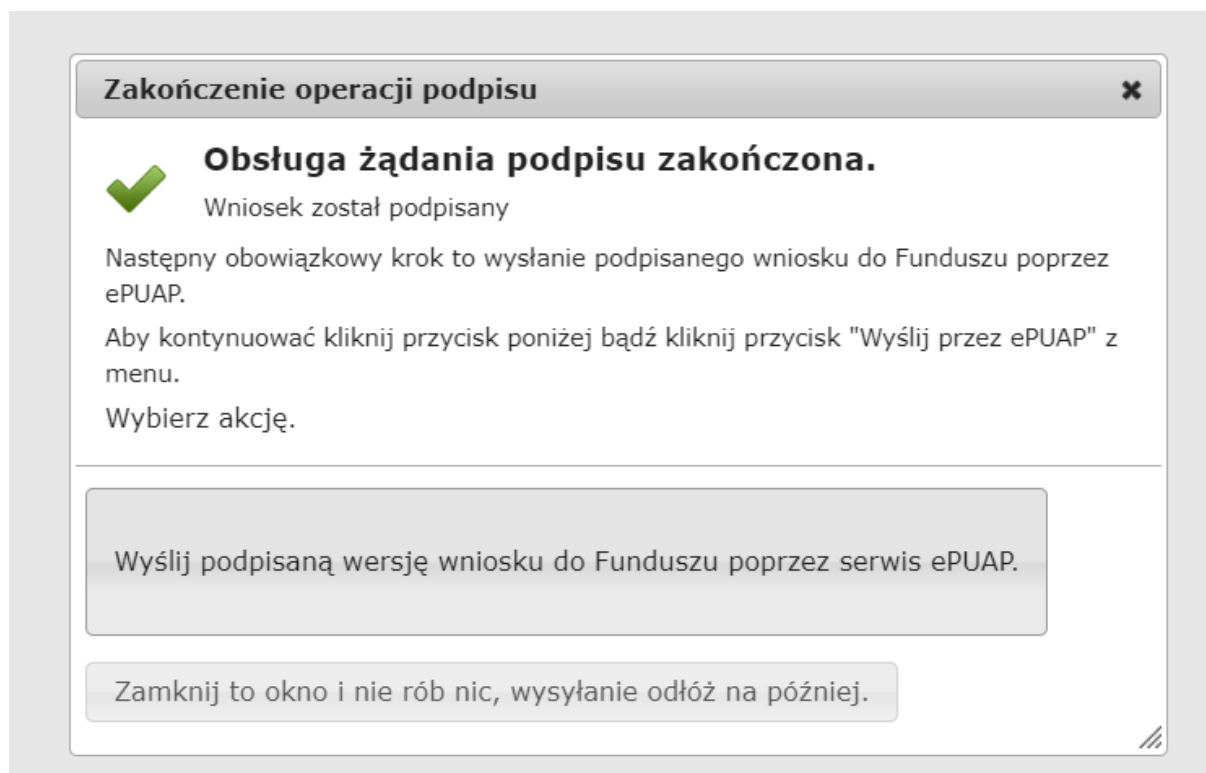 Zakończenie operacji podpisu
Obsługa żądania podpisu zakończona.
Wniosek został podpisany
Następny obowiązkowy krok to wysłanie podpisanego wniosku do Funduszu poprzez
ePUAP.
Aby kontynuować kliknij przycisk poniżej bądź kliknij przycisk "Wyślij przez ePUAP" z
menu.
Wybierz akcję.
Wyślij podpisaną wersję wniosku do Funduszu poprzez serwis ePUAP.
Zamknij to okno i nie rób nic, wysyłanie odłóż na później.